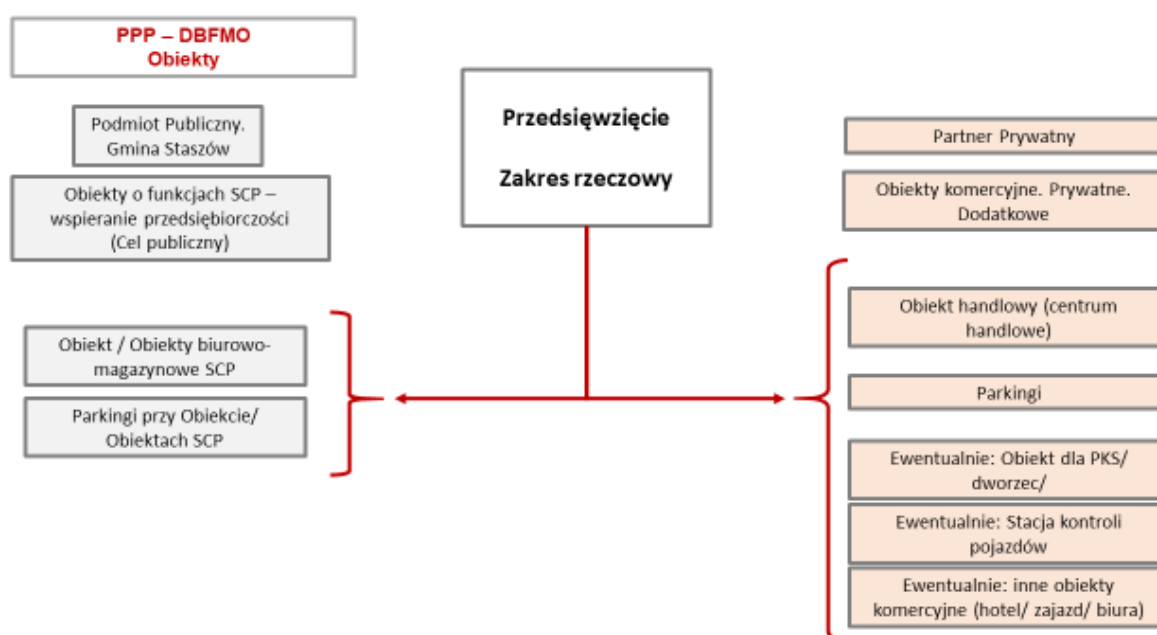 PPP – DBFMO
Obiekty
Podmiot Publiczny.
Gmina Staszów
Obiekty o funkcjach SCP –
wspieranie przedsiębiorczości
(Cel publiczny)
Obiekt / Obiekty biurowo-
magazynowe SCP
Parkingi przy Obiekcie/
Obiektach SCP
Przedsięwzięcie
Zakres rzeczowy
Partner Prywatny
Obiekty komercyjne. Prywatne.
Dodatkowe
Obiekt handlowy (centrum
handlowe)
Parkingi
Ewentualnie: Obiekt dla PKS/
dworzec/
Ewentualnie: Stacja kontroli
pojazdów
Ewentualnie: inne obiekty
komercyjne (hotel/ zajazd/ biura)